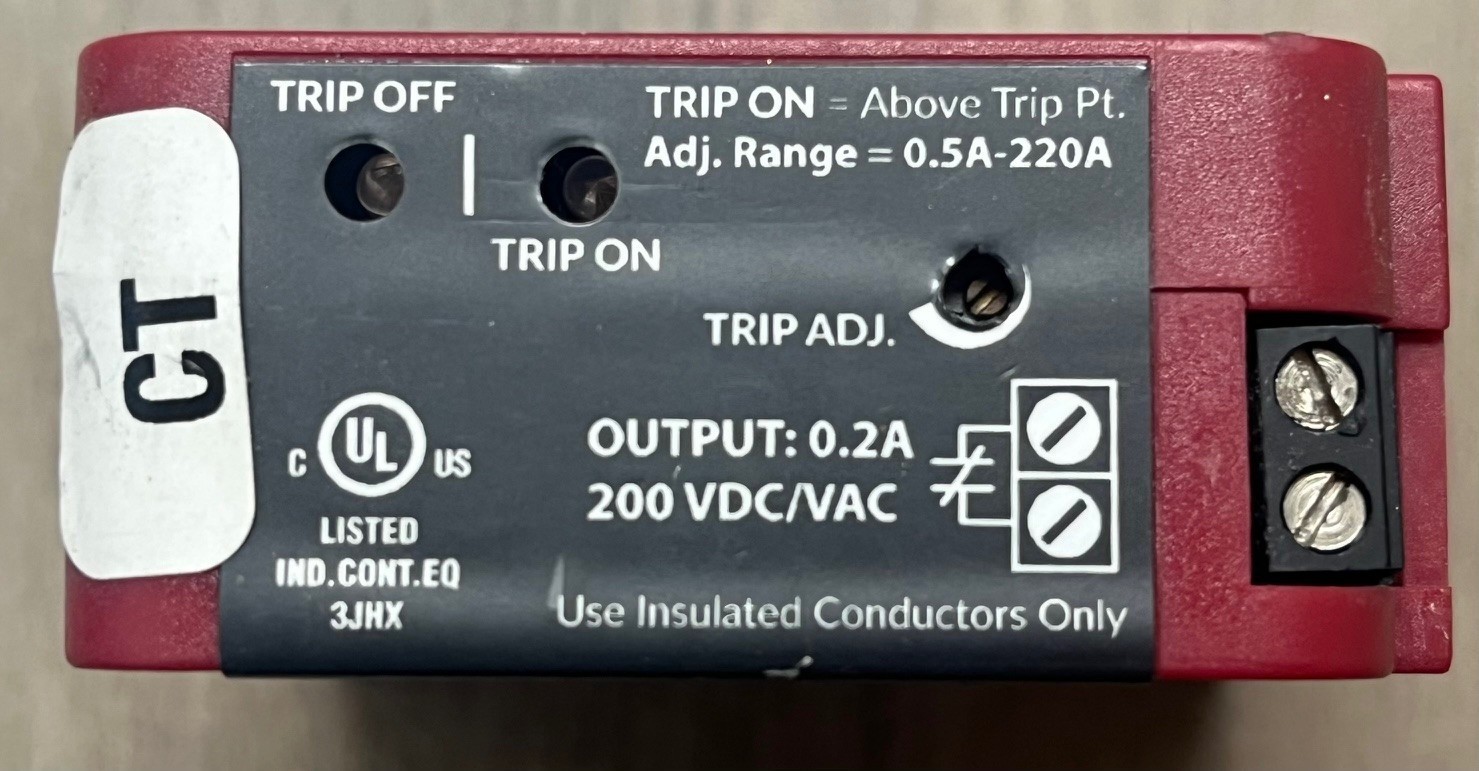 TRIP OFF
TRIP ON = Above Trip Pt.
Adj. Range = 0.5A-220A
TRIP ON
TRIP ADJ.
CT
C UL US
LISTED
IND.CONT.EQ
3JHX
OUTPUT: 0.2A
200 VDC/VAC
Use Insulated Conductors Only